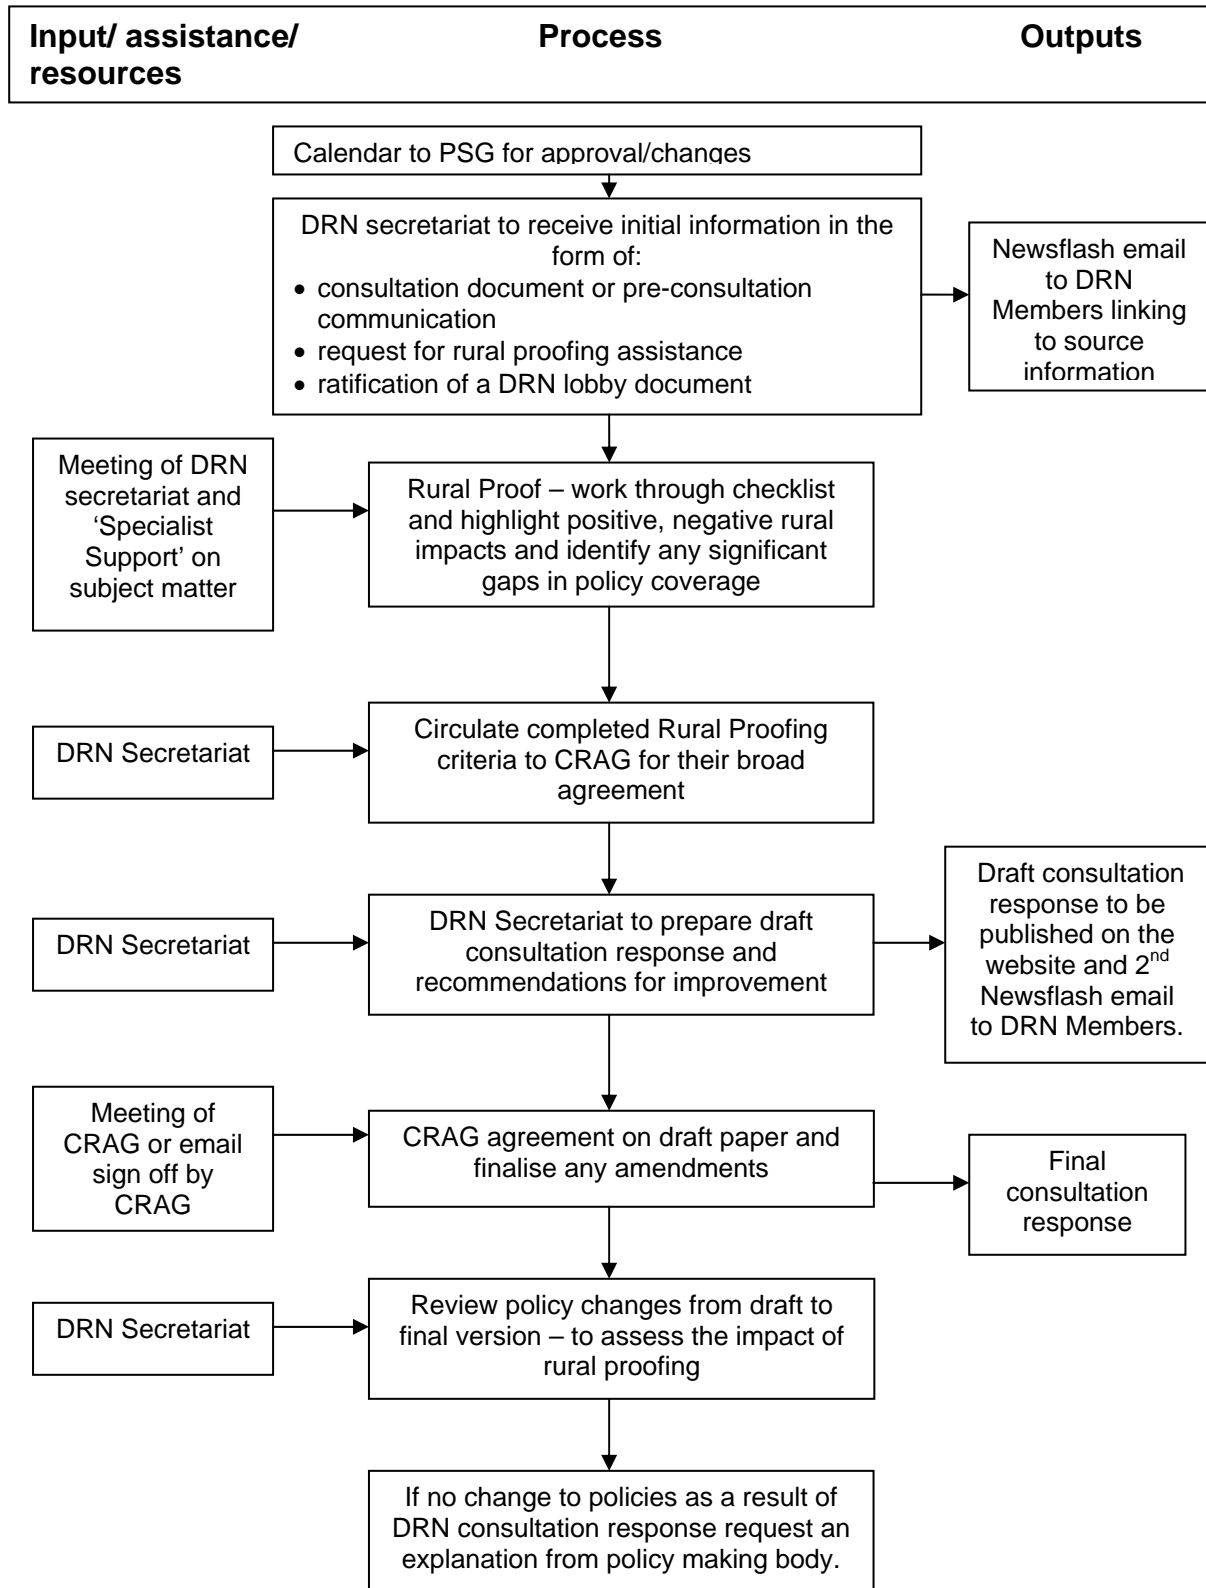 Input/ assistance/ Process Outputs
resources
Calendar to PSG for approval/changes
DRN secretariat to receive initial information in the
form of:
• consultation document or pre-consultation
communication
• request for rural proofing assistance
• ratification of a DRN lobby document
Newsflash email
to DRN
Members linking
to source
information
Meeting of DRN
secretariat and
‘Specialist
Support’ on
subject matter
Rural Proof – work through checklist
and highlight positive, negative rural
impacts and identify any significant
gaps in policy coverage
DRN Secretariat
Circulate completed Rural Proofing
criteria to CRAG for their broad
agreement
DRN Secretariat
DRN Secretariat to prepare draft
consultation response and
recommendations for improvement
Draft consultation
response to be
published on the
website and 2nd
Newsflash email
to DRN Members.
Meeting of
CRAG or email
sign off by
CRAG
CRAG agreement on draft paper and
finalise any amendments
Final
consultation
response
DRN Secretariat
Review policy changes from draft to
final version – to assess the impact of
rural proofing
If no change to policies as a result of
DRN consultation response request an
explanation from policy making body.